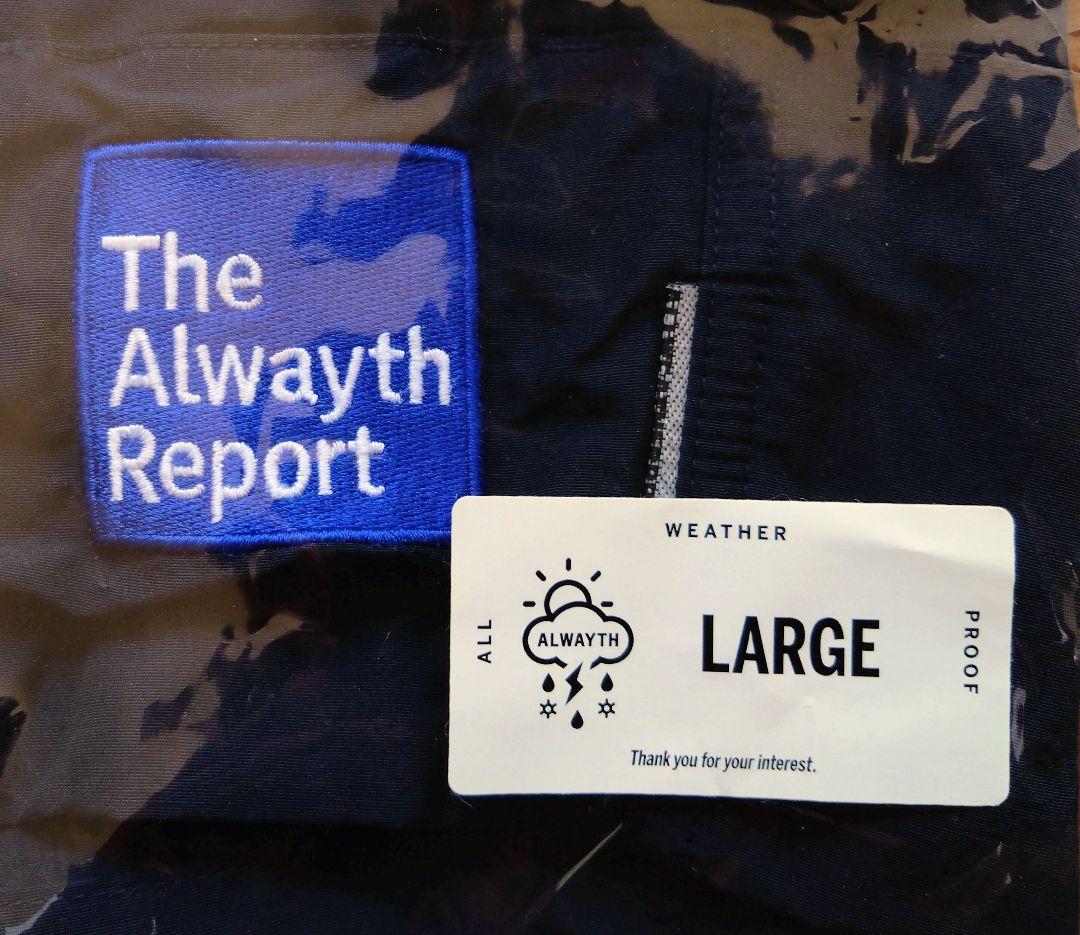 The
Alwayth
Report
WEATHER
ALL
ALWAYTH
LARGE
PROOF
Thank you for your interest.